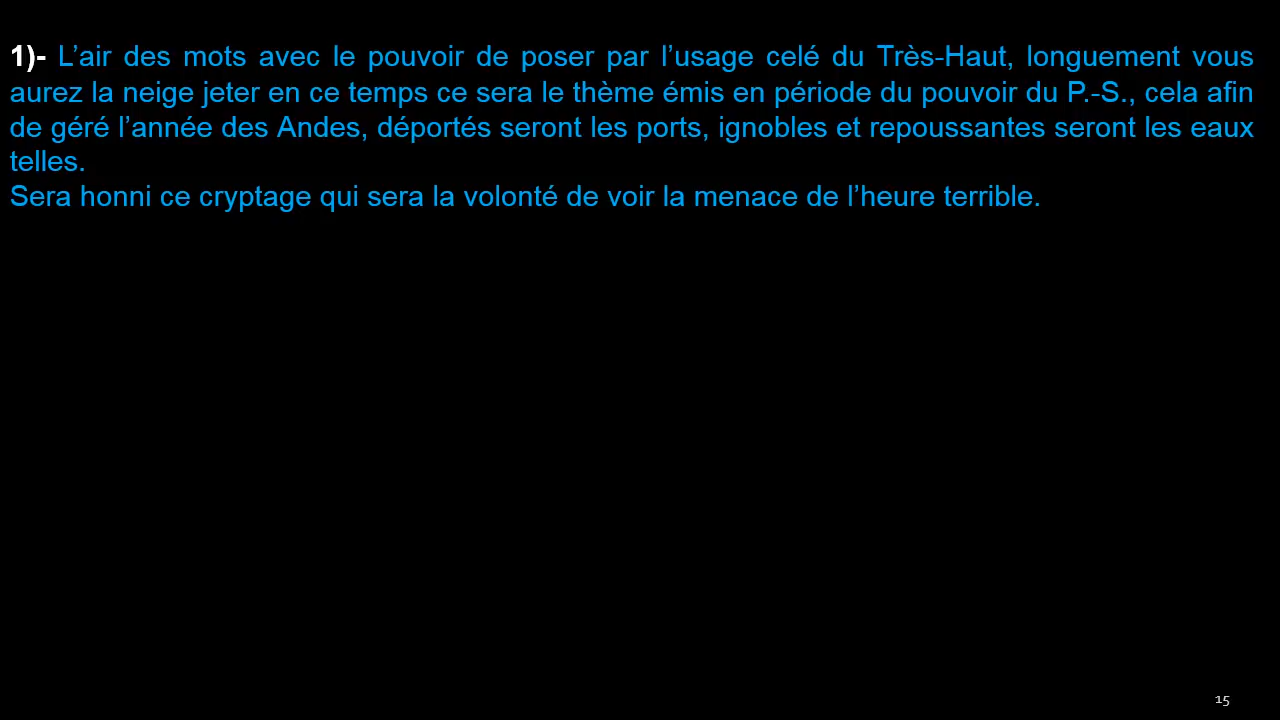 1)- L’air des mots avec le pouvoir de poser par l’usage celé du Très-Haut, longuement vous
aurez la neige jeter en ce temps ce sera le thème émis en période du pouvoir du P.-S., cela afin
de géré l’année des Andes, déportés seront les ports, ignobles et repoussantes seront les eaux
telles.
Sera honni ce cryptage qui sera la volonté de voir la menace de l’heure terrible.
15